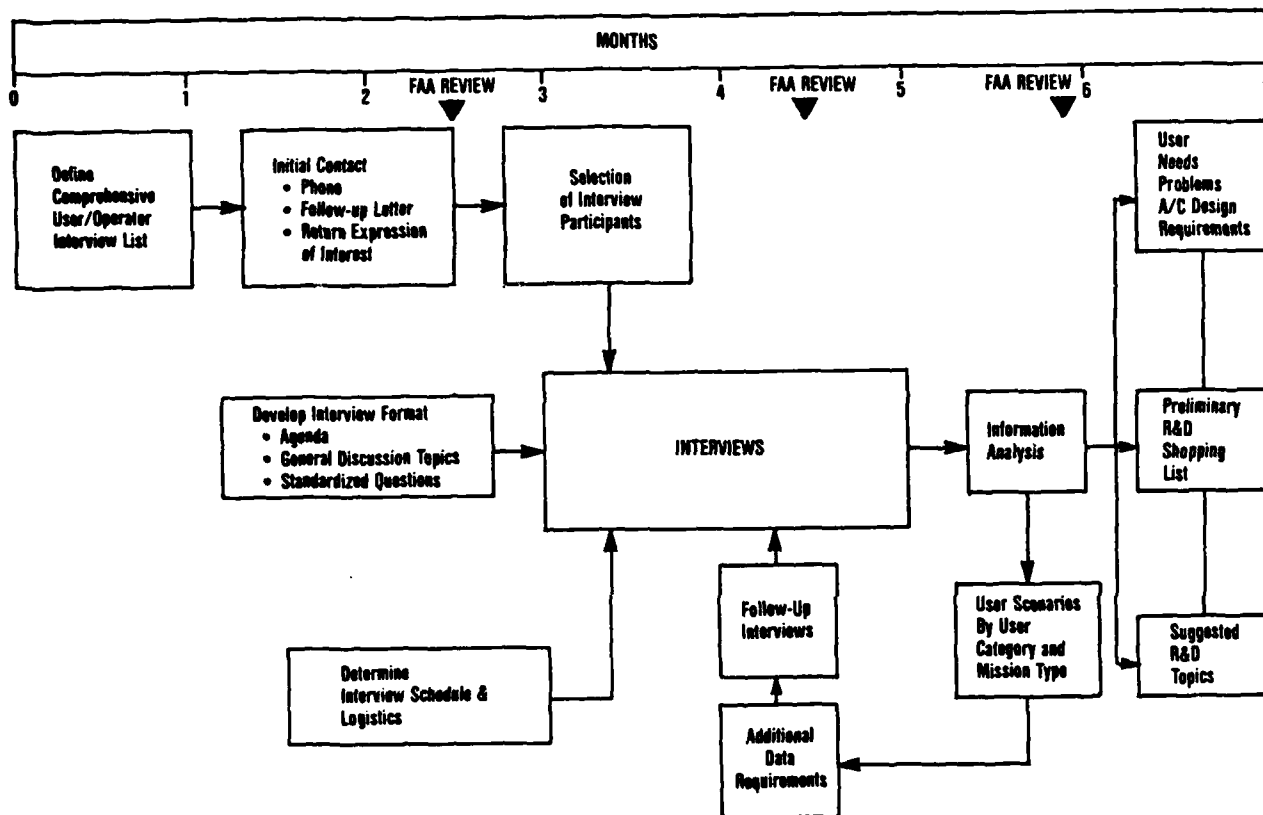 MONTHS
0 1 2 FAA REVIEW 3 4 FAA REVIEW 5 FAA REVIEW 6
Define
Comprehensive
User/Operator
Interview List
Initial Contact
• Phone
• Follow-up Letter
• Return Expression
of Interest
Selection
of Interview
Participants
User
Needs
Problems
A/C Design
Requirements
Develop Interview Format
• Agenda
• General Discussion Topics
• Standardized Questions
INTERVIEWS
Information
Analysis
Preliminary
R&D
Shopping
List
Determine
Interview Schedule &
Logistics
Follow-Up
Interviews
User Scenarios
By User
Category and
Mission Type
Suggested
R&D
Topics
Additional
Data
Requirements